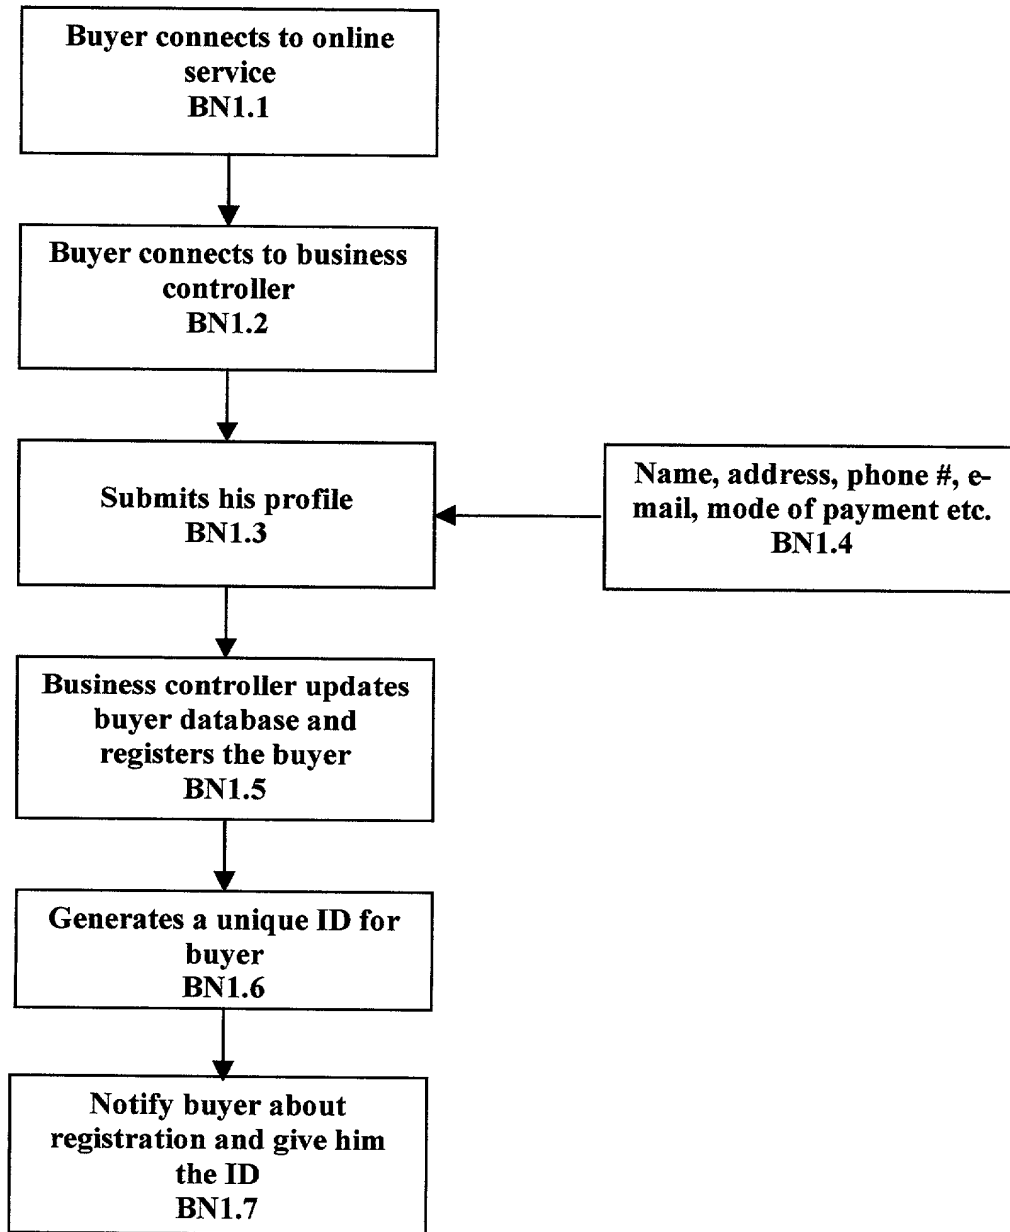 Buyer connects to online
service
BN1.1
Buyer connects to business
controller
BN1.2
Submits his profile
BN1.3
Name, address, phone #, e-
mail, mode of payment etc.
BN1.4
Business controller updates
buyer database and
registers the buyer
BN1.5
Generates a unique ID for
buyer
BN1.6
Notify buyer about
registration and give him
the ID
BN1.7